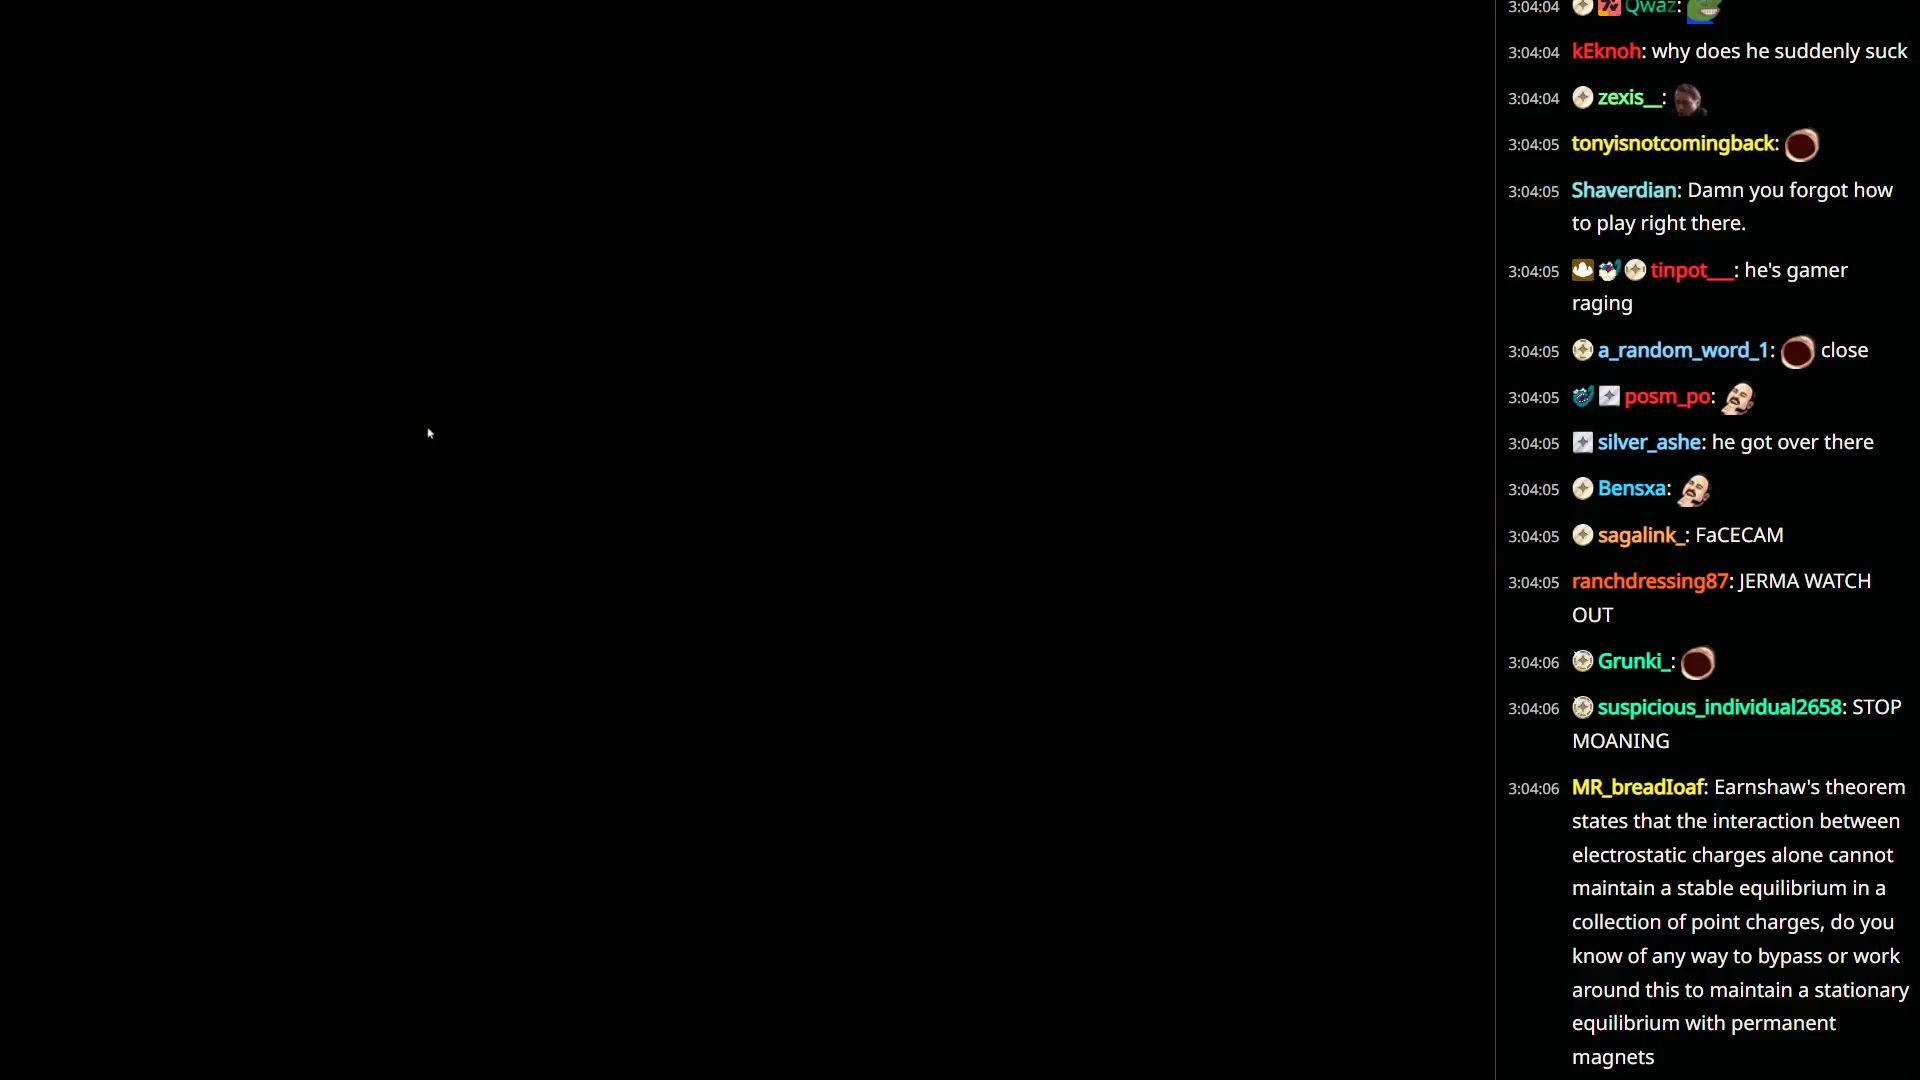 3:04:04 Qwaz:
3:04:04 kEknoh: why does he suddenly suck
3:04:04 zexis__:
3:04:05 tonyisnotcomingback:
3:04:05 Shaverdian: Damn you forgot how
to play right there.
3:04:05 tinpot___: he's gamer
raging
3:04:05 a_random_word_1: close
3:04:05 posm_po:
3:04:05 silver_ashe: he got over there
3:04:05 Bensxa:
3:04:05 sagalink_: FaCECAM
3:04:05 ranchdressing87: JERMA WATCH
OUT
3:04:06 Grunki_:
3:04:06 suspicious_individual2658: STOP
MOANING
3:04:06 MR_breadIoaf: Earnshaw's theorem
states that the interaction between
electrostatic charges alone cannot
maintain a stable equilibrium in a
collection of point charges, do you
know of any way to bypass or work
around this to maintain a stationary
equilibrium with permanent
magnets